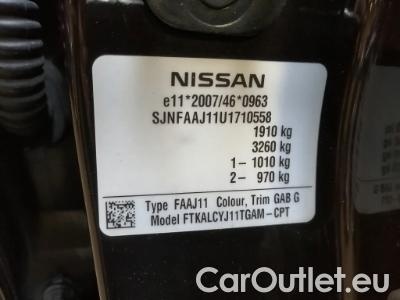 NISSAN
e11*2007/46*0963
SJNFAAJ11U1710558
1910 kg
3260 kg
1- 1010 kg
2- 970 kg
Type FAAJ11 Colour, Trim GAB G
Model FTKALCYJ11TGAM-CPT
CarOutlet.eu